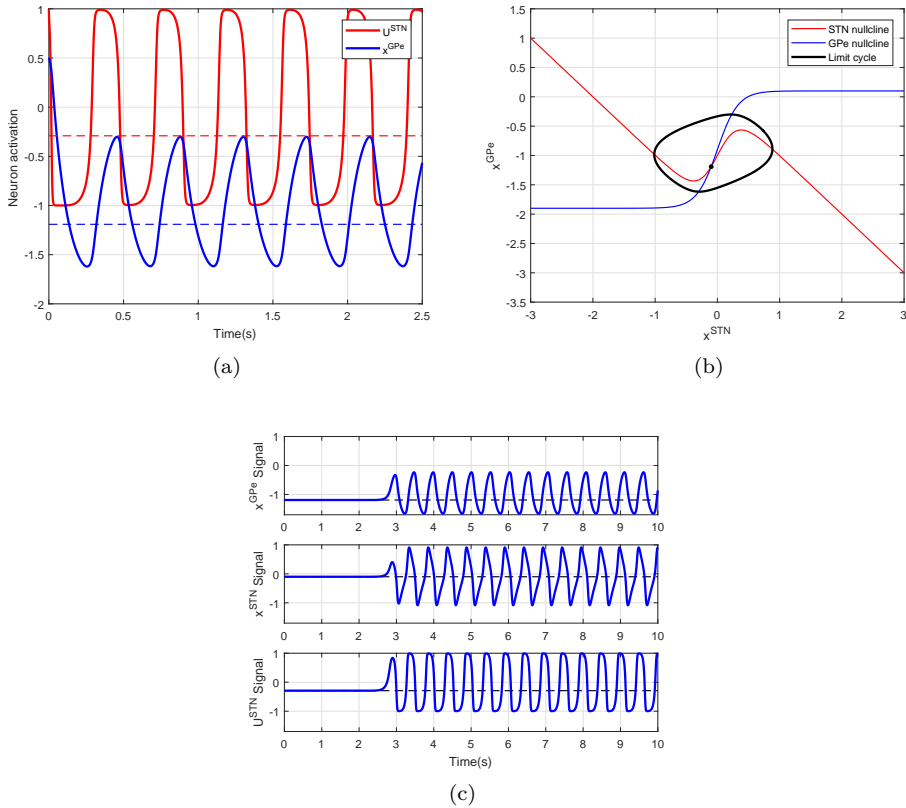 1
0.5
0
-0.5
-1
-1.5
-2
Neuron activation
U^STN
x^GPe
0 0.5 1 1.5 2 2.5
Time(s)
(a)
1.5
1
0.5
0
-0.5
-1
-1.5
-2
-2.5
-3
-3.5
x^GPe
STN nullcline
GPe nullcline
Limit cycle
-3 -2 -1 0 1 2 3
x^STN
(b)
x^GPe Signal
1
0
-1
0 1 2 3 4 5 6 7 8 9 10
x^STN Signal
1
0
-1
0 1 2 3 4 5 6 7 8 9 10
U^STN Signal
1
0
-1
0 1 2 3 4 5 6 7 8 9 10
Time(s)
(c)